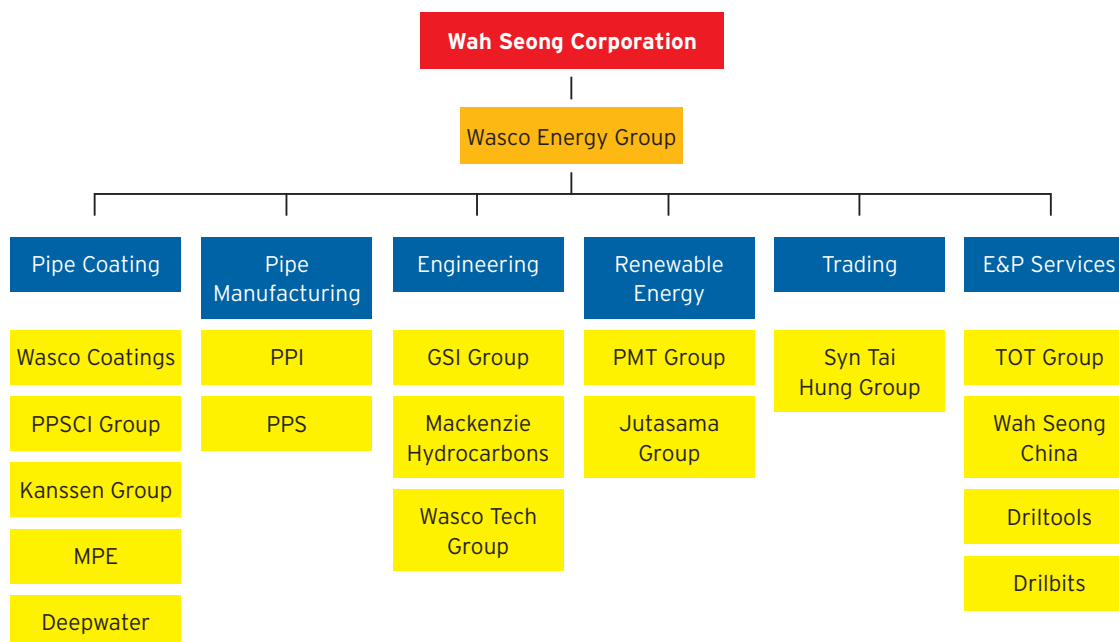 Wah Seong Corporation
Wasco Energy Group
Pipe Coating
Wasco Coatings
PPSCI Group
Kanssen Group
MPE
Deepwater
Pipe
Manufacturing
PPI
PPS
Engineering
GSI Group
Mackenzie
Hydrocarbons
Wasco Tech
Group
Renewable
Energy
PMT Group
Jutasama
Group
Trading
Syn Tai
Hung Group
E&P Services
TOT Group
Wah Seong
China
Driltools
Drilbits